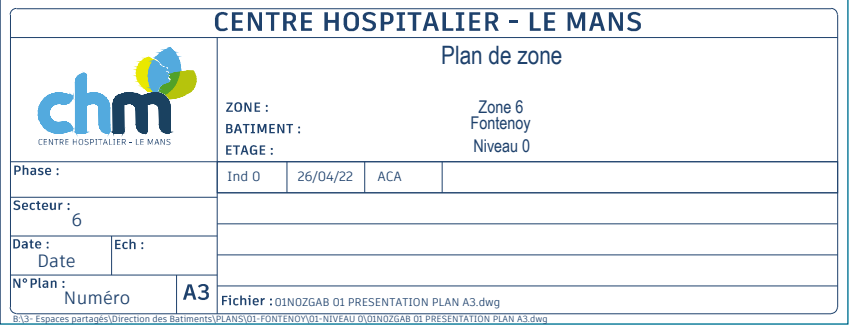 CENTRE HOSPITALIER - LE MANS
Plan de zone
chm
CENTRE HOSPITALIER - LE MANS
ZONE : Zone 6
BATIMENT : Fontenoy
ETAGE : Niveau 0
Phase :
Ind 0 26/04/22 ACA
Secteur :
6
Date : Ech :
Date
N° Plan :
Numéro
A3
Fichier : 01N0ZGAB 01 PRESENTATION PLAN A3.dwg
B:\3- Espaces partagés\Direction des Batiments\PLANS\01-FONTENOY\01-NIVEAU 0\01N0ZGAB 01 PRESENTATION PLAN A3.dwg